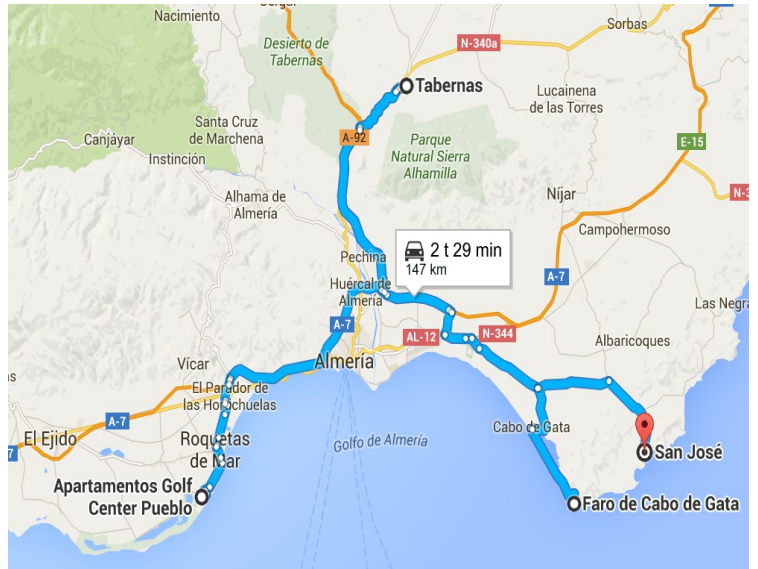 Nacimiento
Sorbas
Desierto de
Tabernas
N-340a
Tabernas
Lucainena
de las Torres
Santa Cruz
de Marchena
A-92
Canjáyar
Parque
Natural Sierra
Alhamilla
E-15
Instinción
Alhama de
Almería
Níjar
Campohermoso
Pechina
2 t 29 min
147 km
Huércal de
Almería
A-7
Las Negra
A-7
AL-12
N-344
Albaricoques
Vícar
Almería
El Parador de
las Hortichuelas
A-7
El Ejido
Roquetas
de Mar
Golfo de Almería
Cabo de Gata
San José
Apartamentos Golf
Center Pueblo
Faro de Cabo de Gata